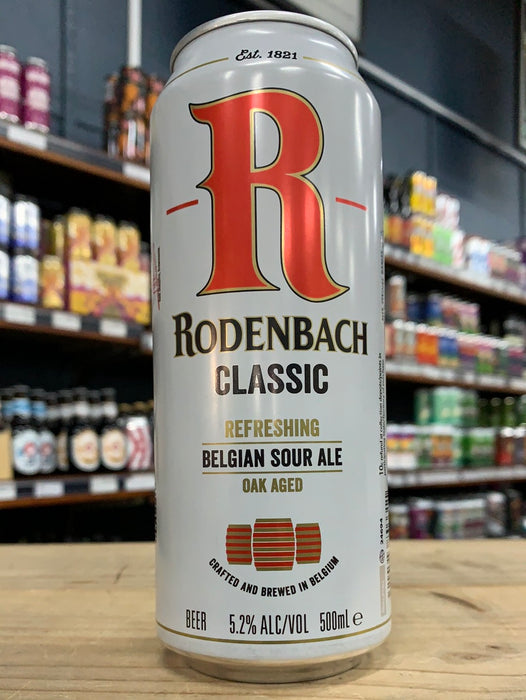 Est. 1821
R
RODENBACH
CLASSIC
REFRESHING
BELGIAN SOUR ALE
OAK AGED
CRAFTED AND BREWED IN BELGIUM
BEER 5.2% ALC/VOL 500ml e